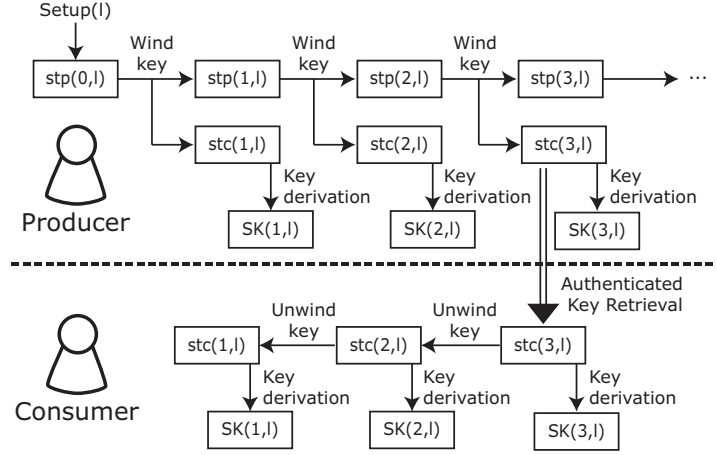 Setup(l)
Wind
key
Wind
key
Wind
key
stp(0,l)
stp(1,l)
stp(2,l)
stp(3,l)
...
stc(1,l)
stc(2,l)
stc(3,l)
Key
derivation
Key
derivation
Key
derivation
Producer
SK(1,l)
SK(2,l)
SK(3,l)
Authenticated
Key Retrieval
Unwind
key
Unwind
key
stc(1,l)
stc(2,l)
stc(3,l)
Key
derivation
Key
derivation
Key
derivation
Consumer
SK(1,l)
SK(2,l)
SK(3,l)